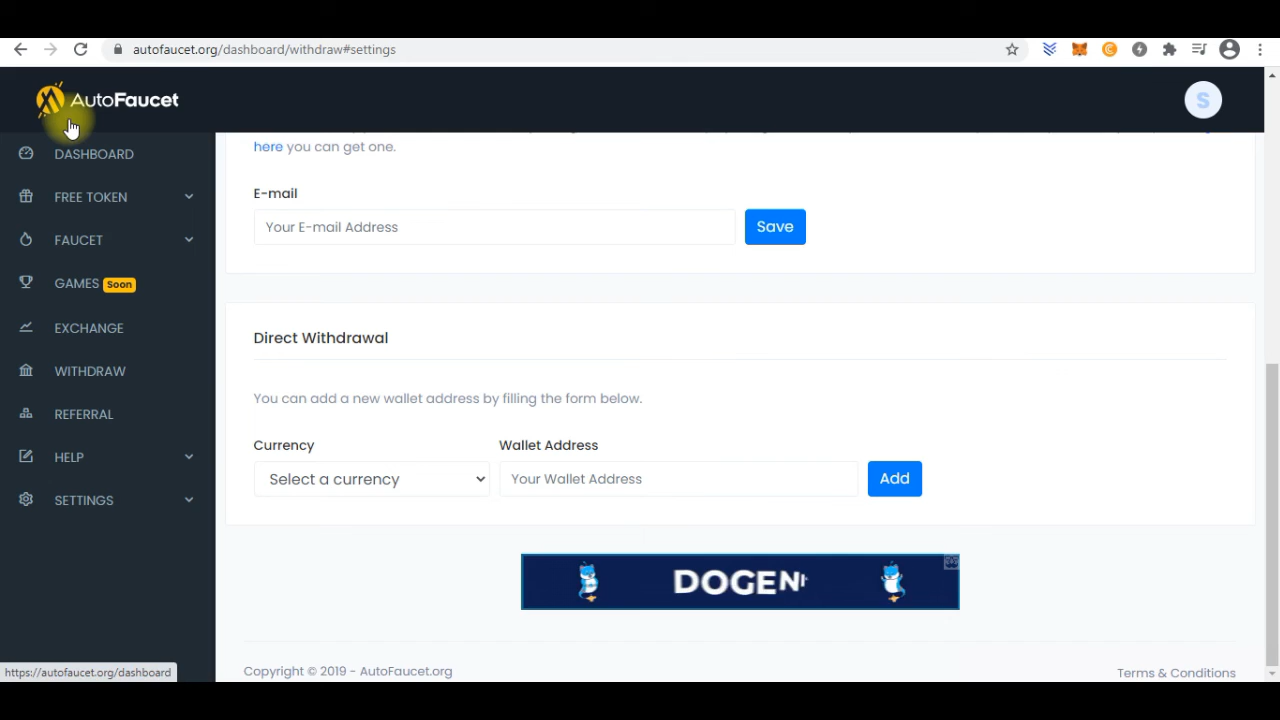 autofaucet.org/dashboard/withdraw#settings
AutoFaucet
S
DASHBOARD
FREE TOKEN
FAUCET
GAMES Soon
EXCHANGE
WITHDRAW
REFERRAL
HELP
SETTINGS
here you can get one.
E-mail
Your E-mail Address
Save
Direct Withdrawal
You can add a new wallet address by filling the form below.
Currency
Wallet Address
Select a currency
Your Wallet Address
Add
DOGEN
Copyright © 2019 - AutoFaucet.org
Terms & Conditions
https://autofaucet.org/dashboard